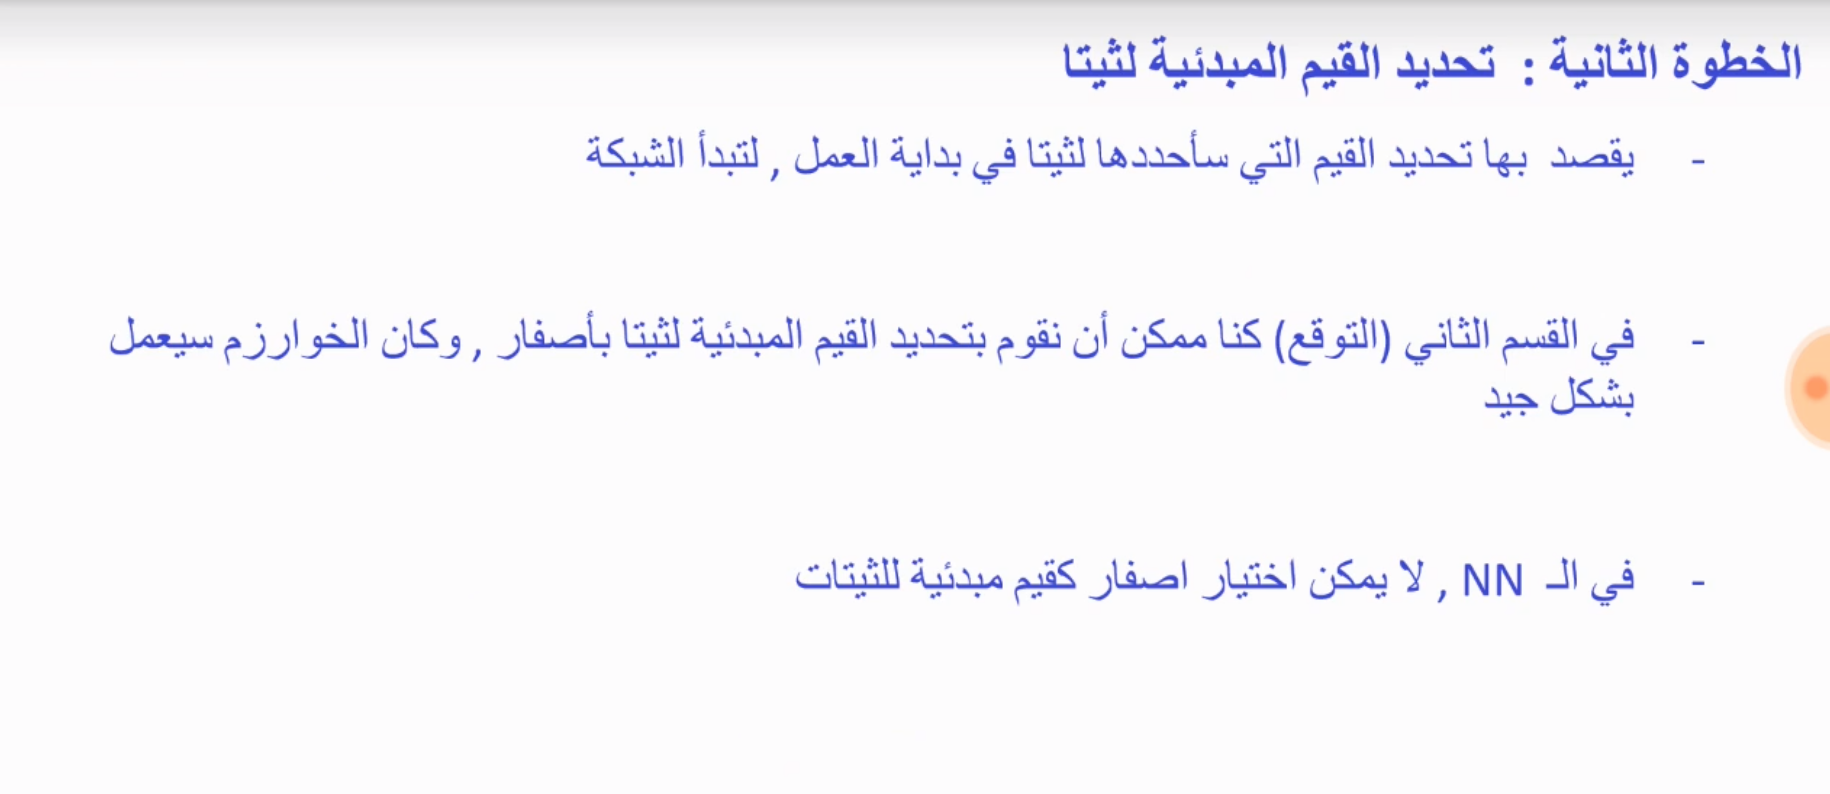 الخطوة الثانية : تحديد القيم المبدئية لثيتا
- يقصد بها تحديد القيم التي سأحددها لثيتا في بداية العمل , لتبدأ الشبكة
- في القسم الثاني (التوقع) كنا ممكن أن نقوم بتحديد القيم المبدئية لثيتا بأصفار , وكان الخوارزم سيعمل
بشكل جيد
- في الـ NN , لا يمكن اختيار اصفار كقيم مبدئية للثيتات